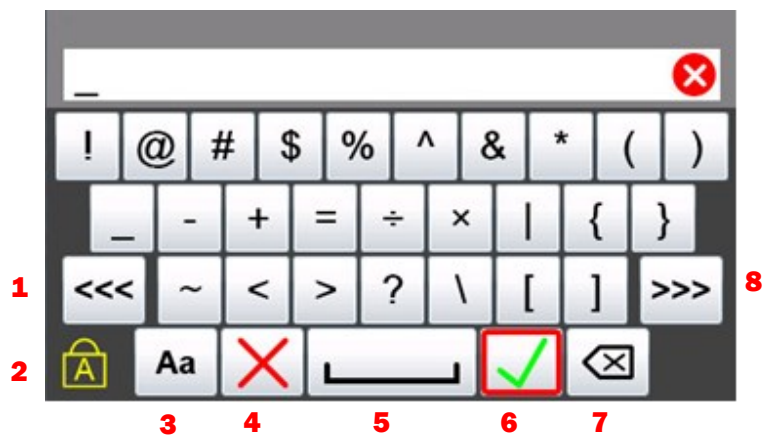 _
! @ # $ % ^ & * ( )
_ - + = ÷ × | { }
1 <<< ~ < > ? \ [ ] >>> 8
2 A Aa
3 4 5 6 7